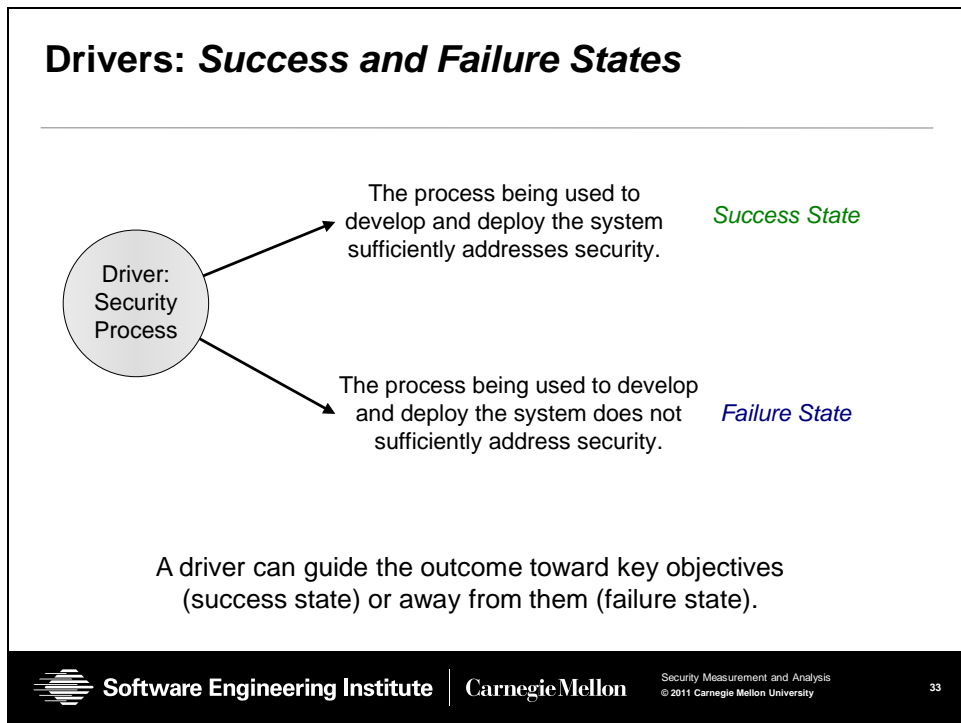 Drivers: Success and Failure States
The process being used to
develop and deploy the system
sufficiently addresses security.
Success State
Driver:
Security
Process
The process being used to develop
and deploy the system does not
sufficiently address security.
Failure State
A driver can guide the outcome toward key objectives
(success state) or away from them (failure state).
Software Engineering Institute
Carnegie Mellon
Security Measurement and Analysis
© 2011 Carnegie Mellon University
33